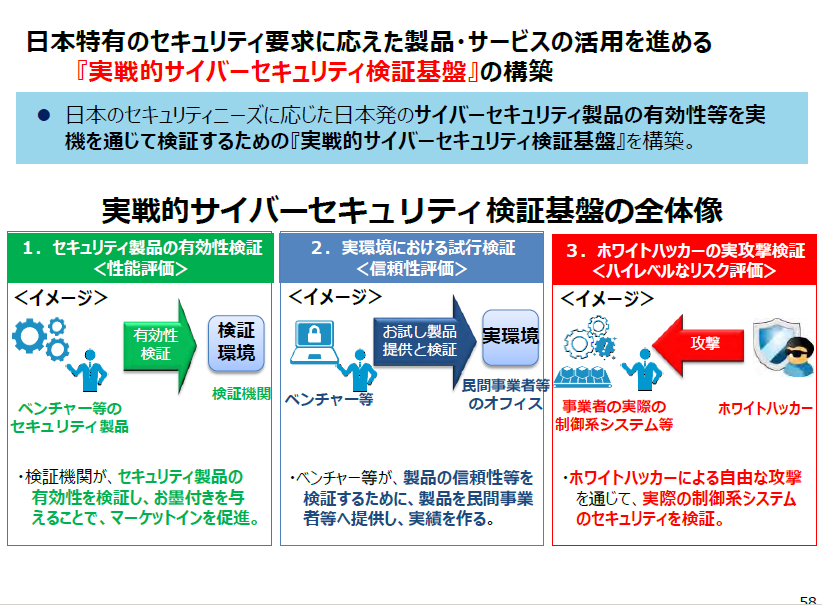 日本特有のセキュリティ要求に応えた製品・サービスの活用を進める
『実戦的サイバーセキュリティ検証基盤』の構築
● 日本のセキュリティニーズに応じた日本発のサイバーセキュリティ製品の有効性等を実
機を通じて検証するための『実戦的サイバーセキュリティ検証基盤』を構築。
実戦的サイバーセキュリティ検証基盤の全体像
1．セキュリティ製品の有効性検証
<性能評価>
<イメージ>
有効性
検証
検証
環境
検証機関
ベンチャー等の
セキュリティ製品
・検証機関が、セキュリティ製品の
有効性を検証し、お墨付きを与
えることで、マーケットインを促進。
2．実環境における試行検証
<信頼性評価>
<イメージ>
お試し製品
提供と検証
実環境
ベンチャー等
民間事業者等
のオフィス
・ベンチャー等が、製品の信頼性等を
検証するために、製品を民間事業
者等へ提供し、実績を作る。
3．ホワイトハッカーの実攻撃検証
<ハイレベルなリスク評価>
<イメージ>
攻撃
事業者の実際の
制御系システム等
ホワイトハッカー
・ホワイトハッカーによる自由な攻撃
を通じて、実際の制御系システム
のセキュリティを検証。
58